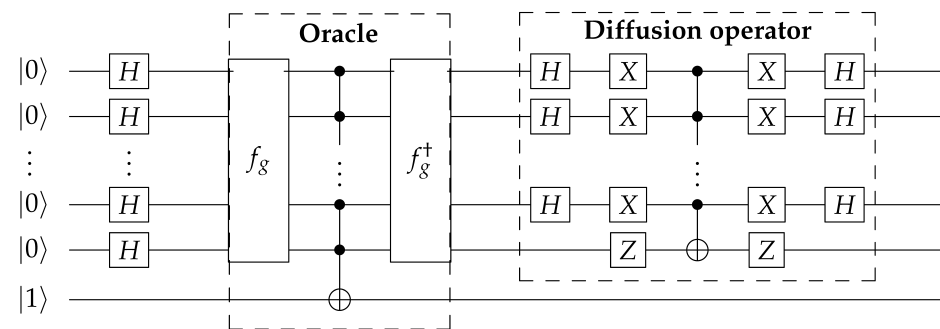 Oracle
Diffusion operator
|0⟩ H H X X H
|0⟩ H H X X H
⋮ ⋮ f_g ⋮ f_g^† ⋮
|0⟩ H H X X H
|0⟩ H Z Z
|1⟩